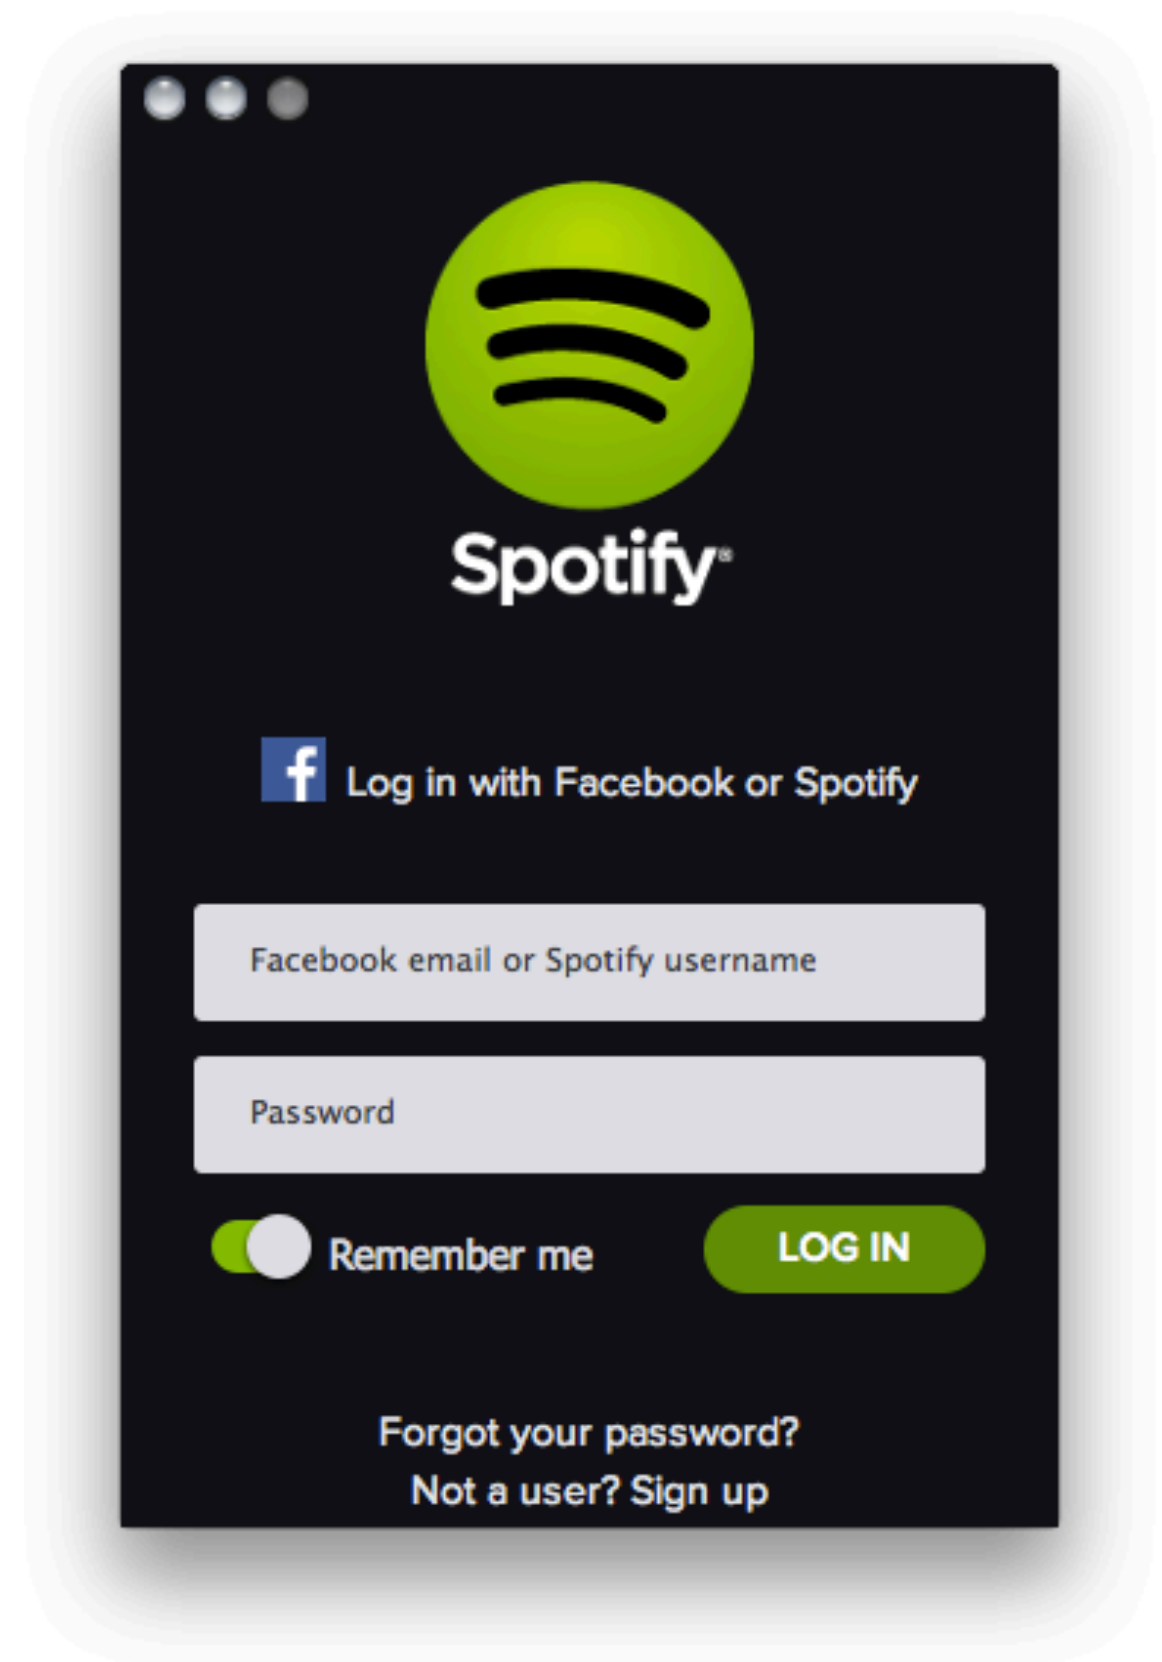 Spotify®
f Log in with Facebook or Spotify
Facebook email or Spotify username
Password
Remember me
LOG IN
Forgot your password?
Not a user? Sign up